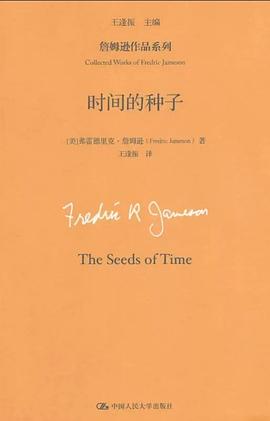 王逢振 主编
詹姆逊作品系列
Collected Works of Fredric Jameson
时间的种子
[美]弗雷德里克·詹姆逊（Fredric Jameson）著
王逢振 译
Fredric R Jameson
The Seeds of Time
中国人民大学出版社